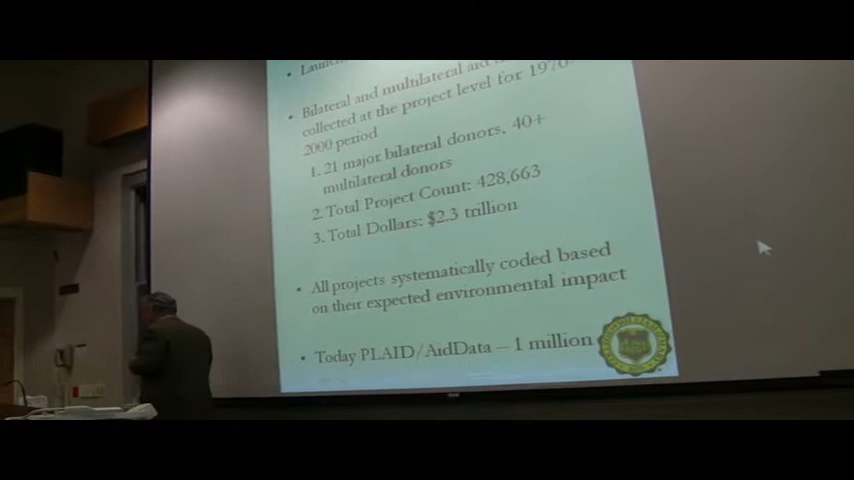 • Launch
• Bilateral and multilateral aid
collected at the project level for 1970-
2000 period
1. 21 major bilateral donors, 40+
multilateral donors
2. Total Project Count: 428,663
3. Total Dollars: $2.3 trillion
• All projects systematically coded based
on their expected environmental impact
• Today PLAID/AidData – 1 million